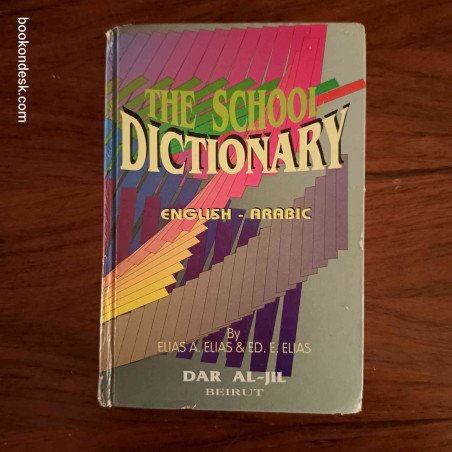 THE SCHOOL
DICTIONARY
ENGLISH - ARABIC
By
ELIAS A. ELIAS & ED. E. ELIAS
DAR AL-JIL
BEIRUT
bookondesk.com